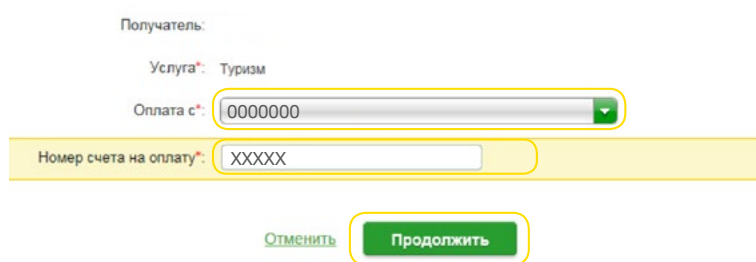 Получатель:
Услуга*: Туризм
Оплата с*: 0000000
Номер счета на оплату*: XXXXX
Отменить Продолжить